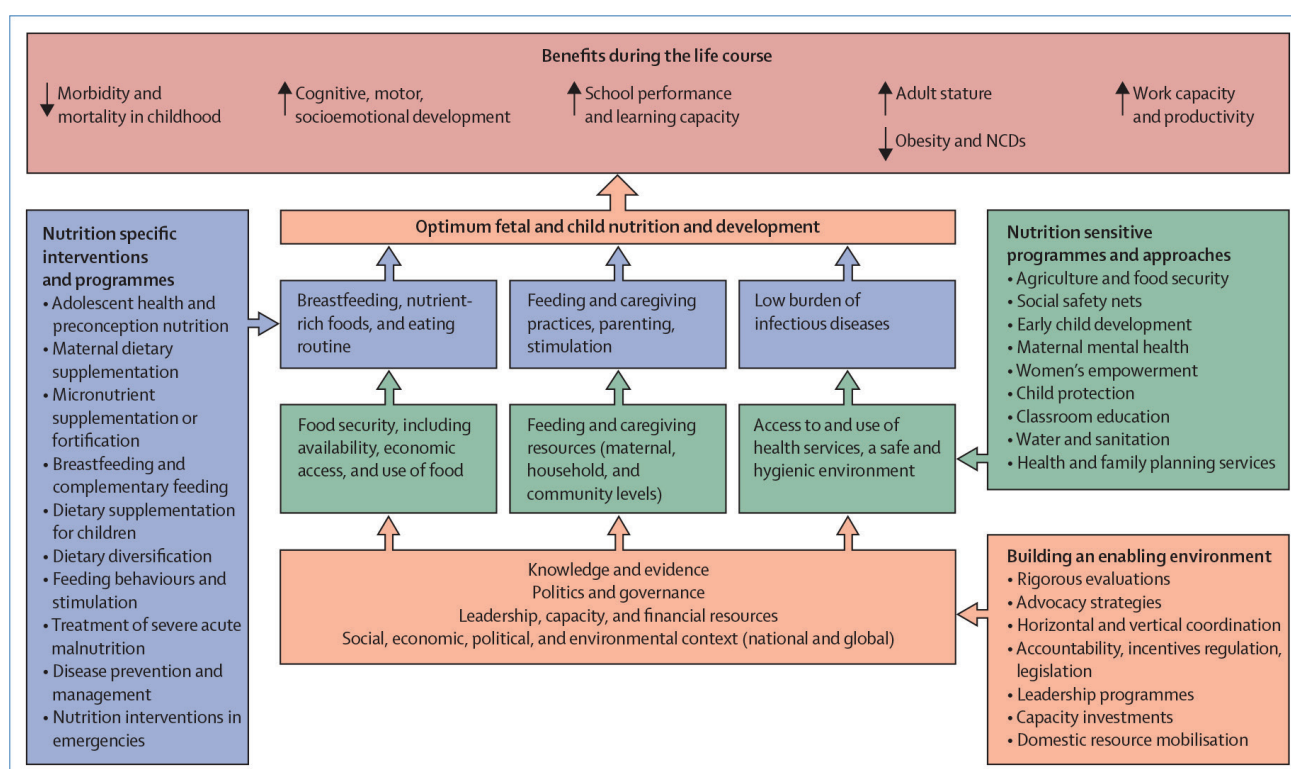 Benefits during the life course
Morbidity and
mortality in childhood
Cognitive, motor,
socioemotional development
School performance
and learning capacity
Adult stature
Obesity and NCDs
Work capacity
and productivity
Nutrition specific
interventions
and programmes
• Adolescent health and
preconception nutrition
• Maternal dietary
supplementation
• Micronutrient
supplementation or
fortification
• Breastfeeding and
complementary feeding
• Dietary supplementation
for children
• Dietary diversification
• Feeding behaviours and
stimulation
• Treatment of severe acute
malnutrition
• Disease prevention and
management
• Nutrition interventions in
emergencies
Optimum fetal and child nutrition and development
Breastfeeding, nutrient-
rich foods, and eating
routine
Feeding and caregiving
practices, parenting,
stimulation
Low burden of
infectious diseases
Food security, including
availability, economic
access, and use of food
Feeding and caregiving
resources (maternal,
household, and
community levels)
Access to and use of
health services, a safe and
hygienic environment
Knowledge and evidence
Politics and governance
Leadership, capacity, and financial resources
Social, economic, political, and environmental context (national and global)
Nutrition sensitive
programmes and approaches
• Agriculture and food security
• Social safety nets
• Early child development
• Maternal mental health
• Women's empowerment
• Child protection
• Classroom education
• Water and sanitation
• Health and family planning services
Building an enabling environment
• Rigorous evaluations
• Advocacy strategies
• Horizontal and vertical coordination
• Accountability, incentives regulation,
legislation
• Leadership programmes
• Capacity investments
• Domestic resource mobilisation